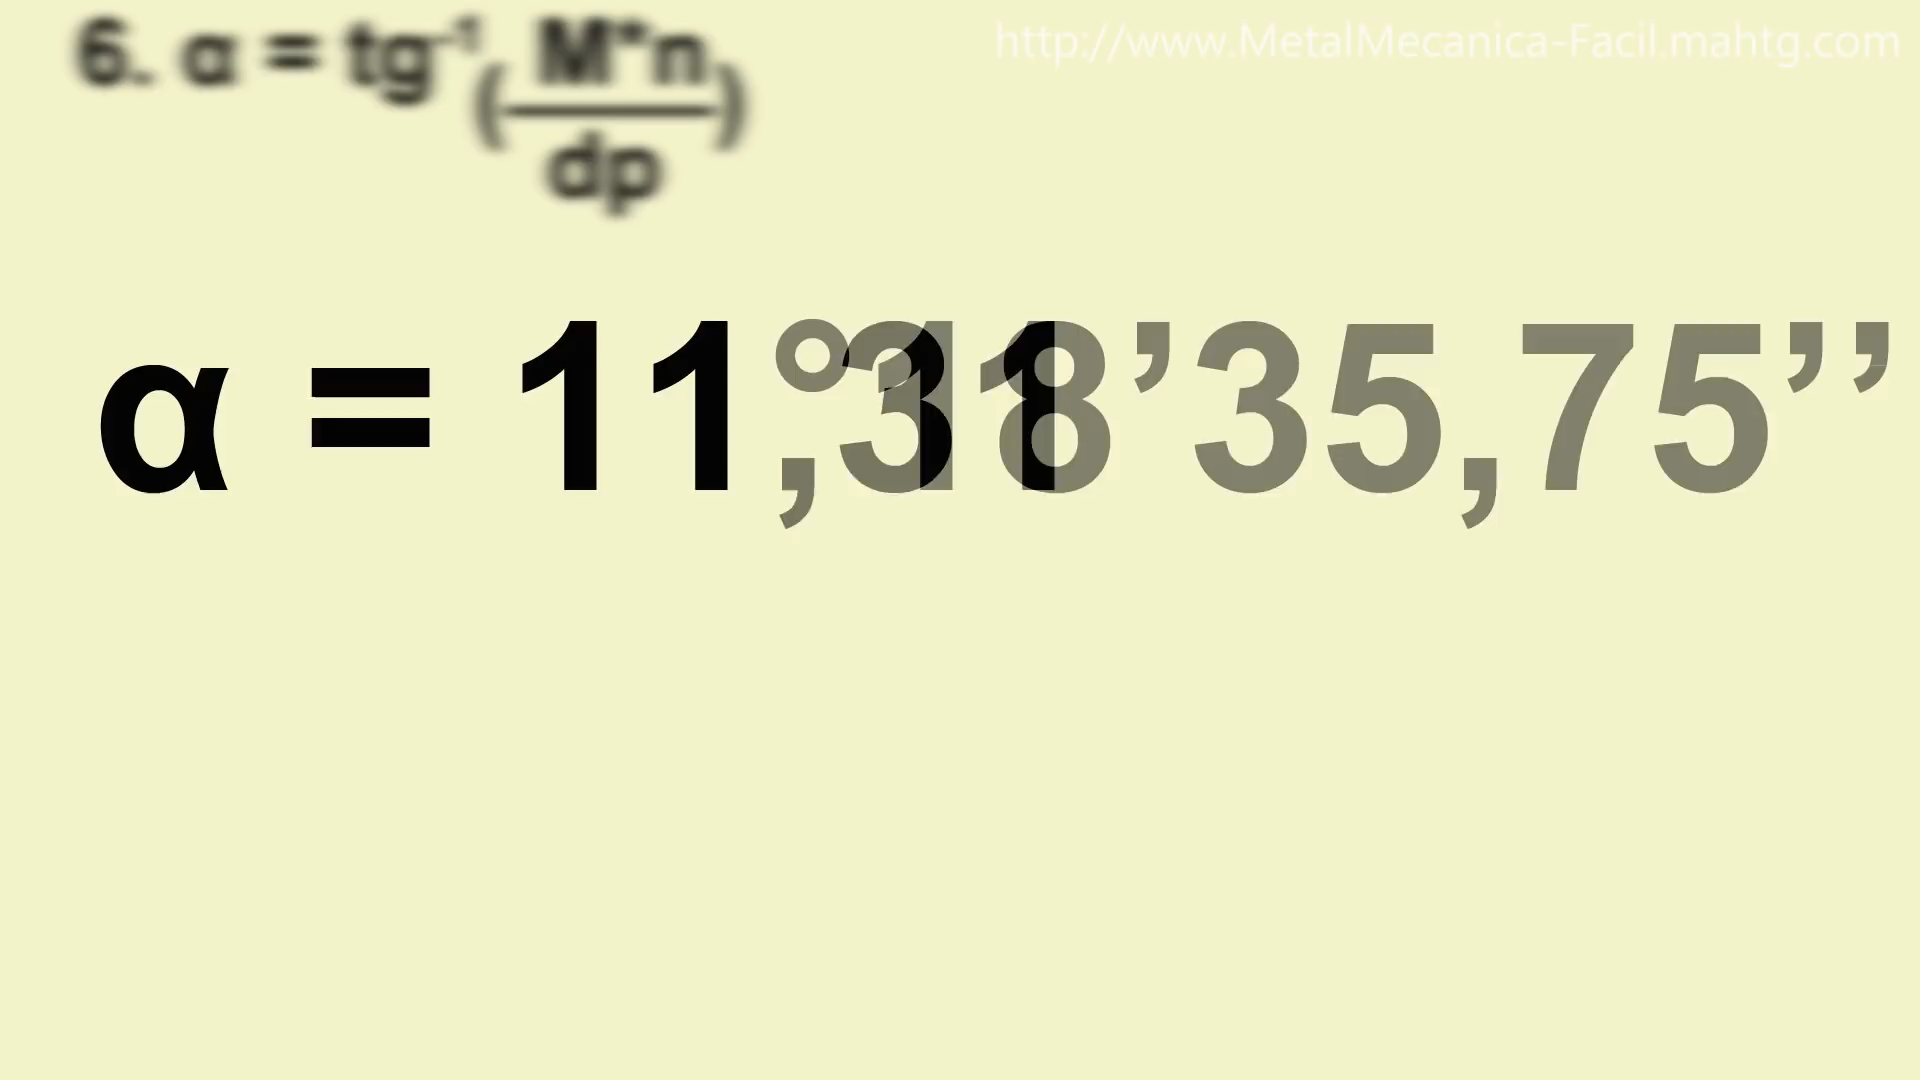 http://www.MetalMecanica-Facil.mahtg.com
6. α = tg⁻¹( M*n
dp )
α = 11,31
α = 11°18’35,75’’